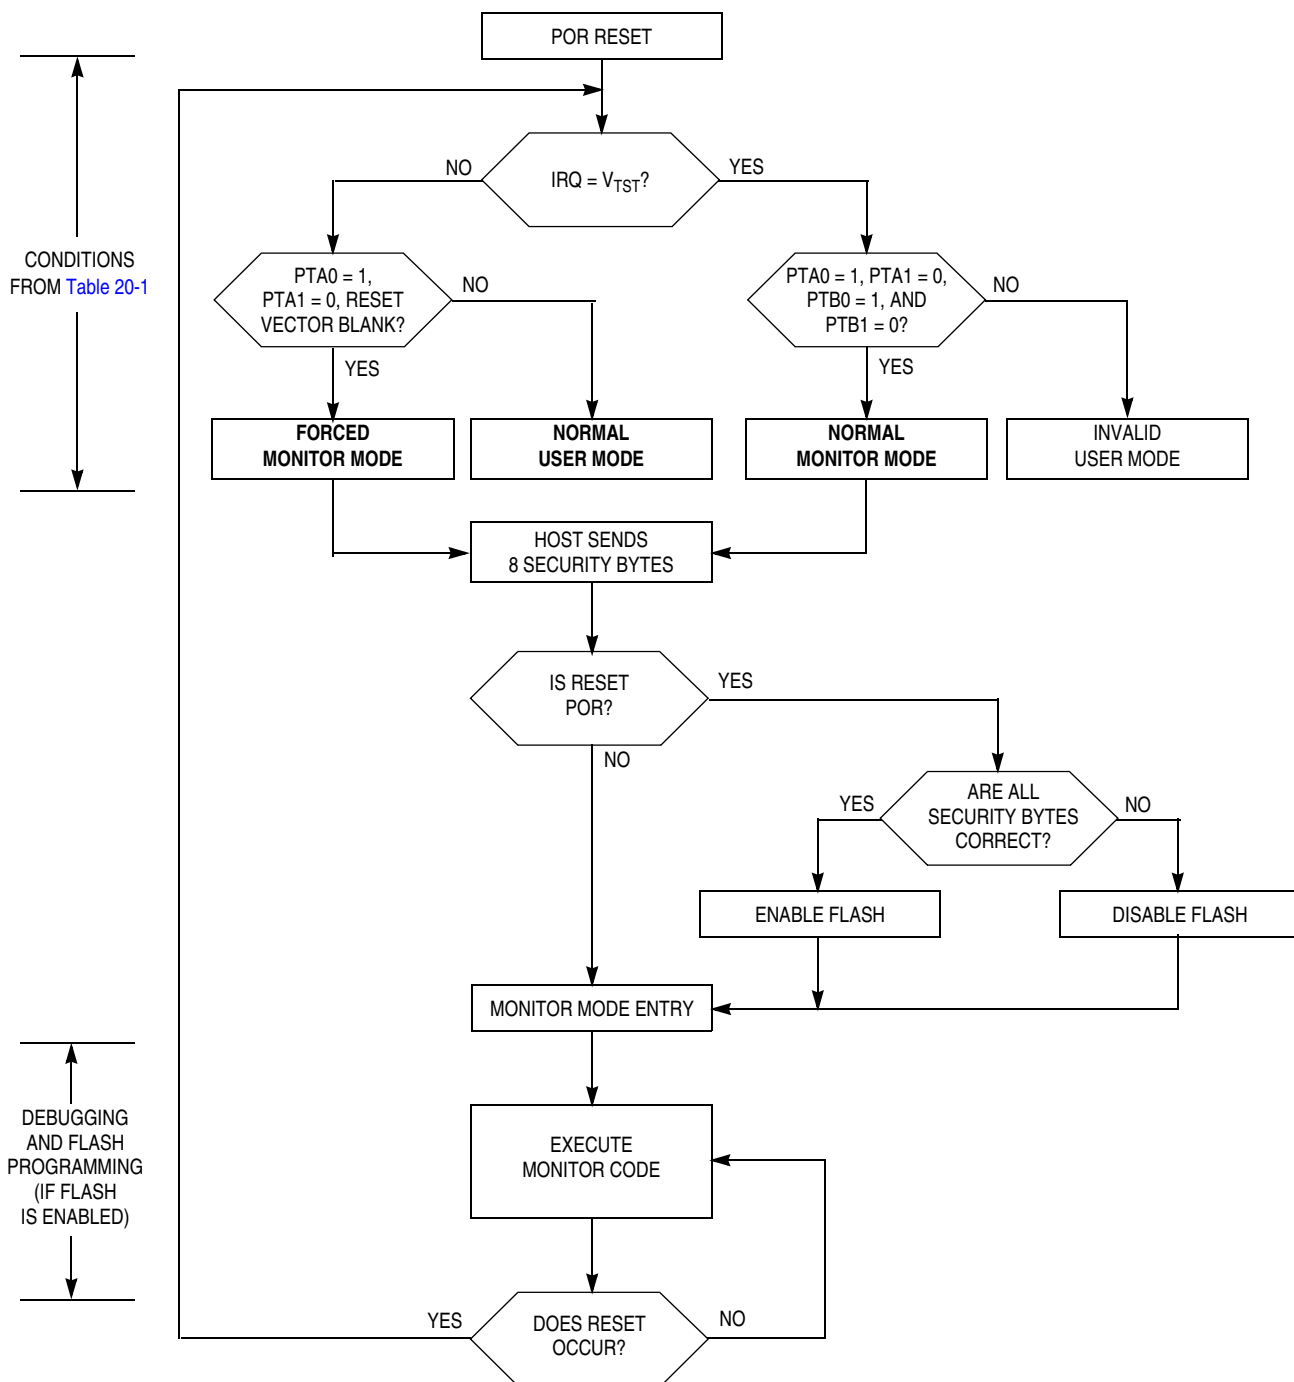 POR RESET
IRQ = VTST?
NO
YES
CONDITIONS
FROM Table 20-1
PTA0 = 1,
PTA1 = 0, RESET
VECTOR BLANK?
NO
YES
PTA0 = 1, PTA1 = 0,
PTB0 = 1, AND
PTB1 = 0?
NO
YES
FORCED
MONITOR MODE
NORMAL
USER MODE
NORMAL
MONITOR MODE
INVALID
USER MODE
HOST SENDS
8 SECURITY BYTES
IS RESET
POR?
YES
NO
ARE ALL
SECURITY BYTES
CORRECT?
YES
NO
ENABLE FLASH
DISABLE FLASH
MONITOR MODE ENTRY
DEBUGGING
AND FLASH
PROGRAMMING
(IF FLASH
IS ENABLED)
EXECUTE
MONITOR CODE
YES
DOES RESET
OCCUR?
NO